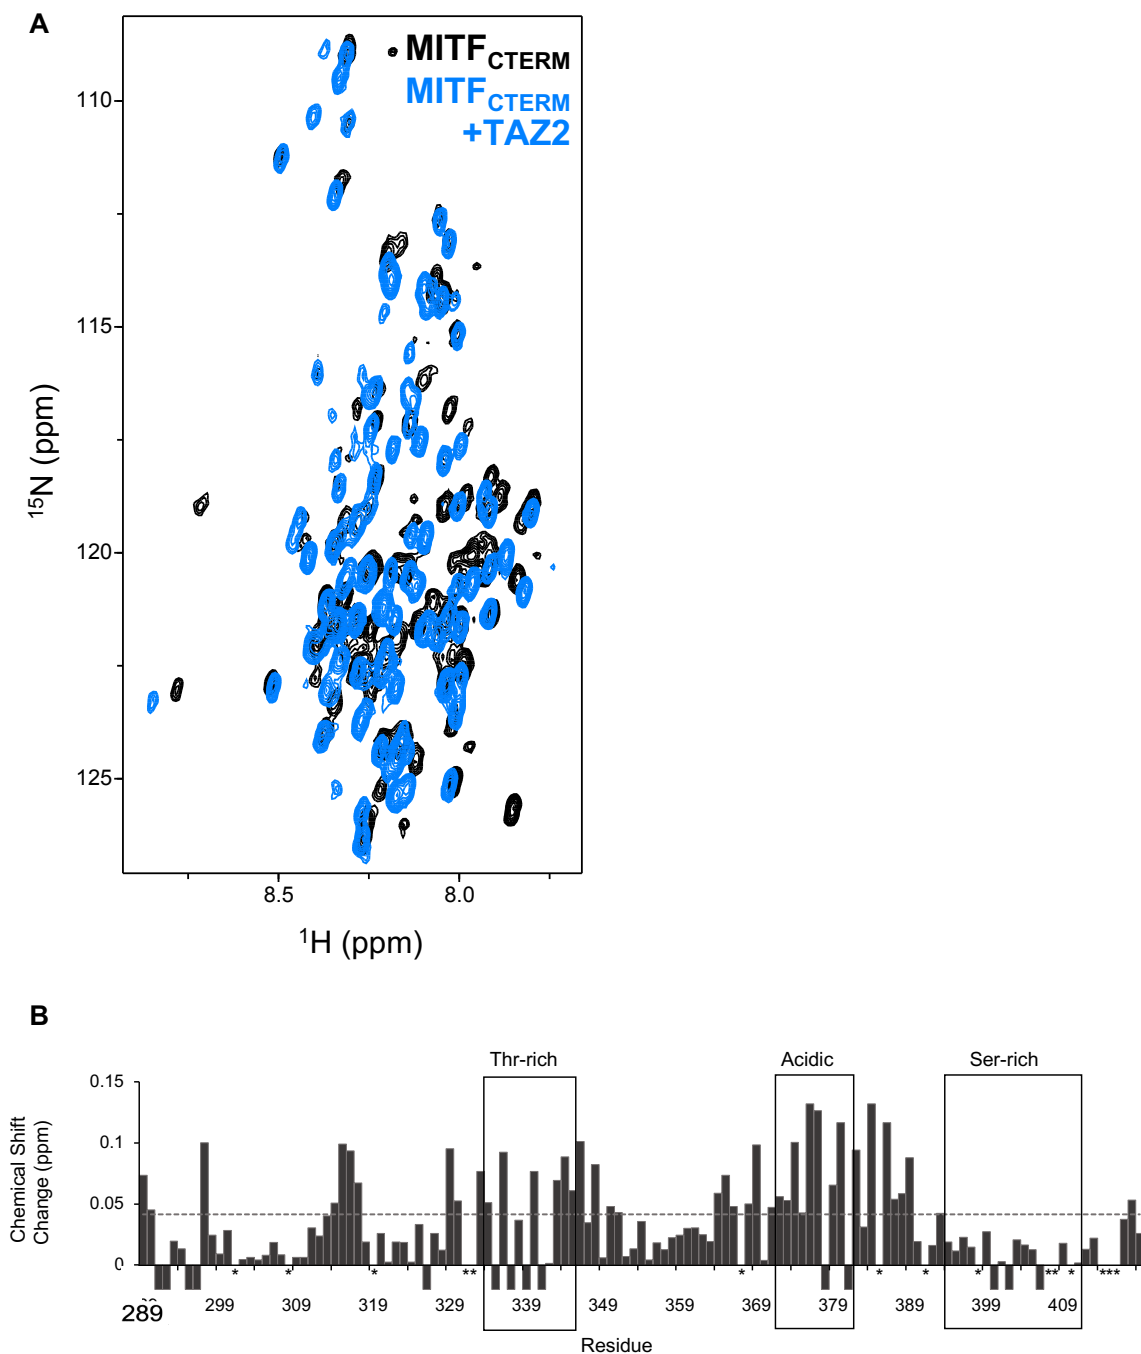 A
MITFCTERM
MITFCTERM
+TAZ2
110
115
120
125
15N (ppm)
8.5 8.0
1H (ppm)
B
Thr-rich Acidic Ser-rich
0.15
0.1
0.05
0
Chemical Shift
Change (ppm)
* * * ** * * * * ** * ***
289 299 309 319 329 339 349 359 369 379 389 399 409
Residue